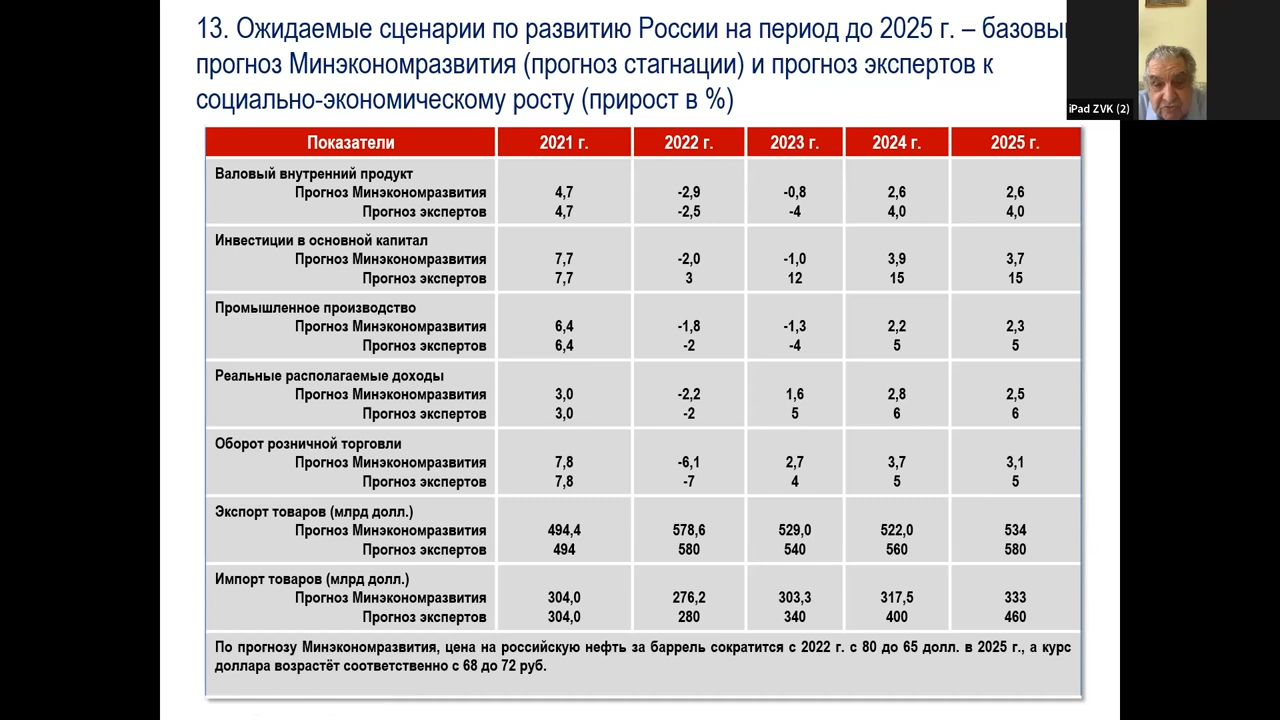 13. Ожидаемые сценарии по развитию России на период до 2025 г. – базовы
прогноз Минэкономразвития (прогноз стагнации) и прогноз экспертов к
социально-экономическому росту (прирост в %)
iPad ZVK (2)
Показатели 2021 г. 2022 г. 2023 г. 2024 г. 2025 г.
Валовый внутренний продукт
Прогноз Минэкономразвития 4,7 -2,9 -0,8 2,6 2,6
Прогноз экспертов 4,7 -2,5 -4 4,0 4,0
Инвестиции в основной капитал
Прогноз Минэкономразвития 7,7 -2,0 -1,0 3,9 3,7
Прогноз экспертов 7,7 3 12 15 15
Промышленное производство
Прогноз Минэкономразвития 6,4 -1,8 -1,3 2,2 2,3
Прогноз экспертов 6,4 -2 -4 5 5
Реальные располагаемые доходы
Прогноз Минэкономразвития 3,0 -2,2 1,6 2,8 2,5
Прогноз экспертов 3,0 -2 5 6 6
Оборот розничной торговли
Прогноз Минэкономразвития 7,8 -6,1 2,7 3,7 3,1
Прогноз экспертов 7,8 -7 4 5 5
Экспорт товаров (млрд долл.)
Прогноз Минэкономразвития 494,4 578,6 529,0 522,0 534
Прогноз экспертов 494 580 540 560 580
Импорт товаров (млрд долл.)
Прогноз Минэкономразвития 304,0 276,2 303,3 317,5 333
Прогноз экспертов 304,0 280 340 400 460
По прогнозу Минэкономразвития, цена на российскую нефть за баррель сократится с 2022 г. с 80 до 65 долл. в 2025 г., а курс
доллара возрастёт соответственно с 68 до 72 руб.